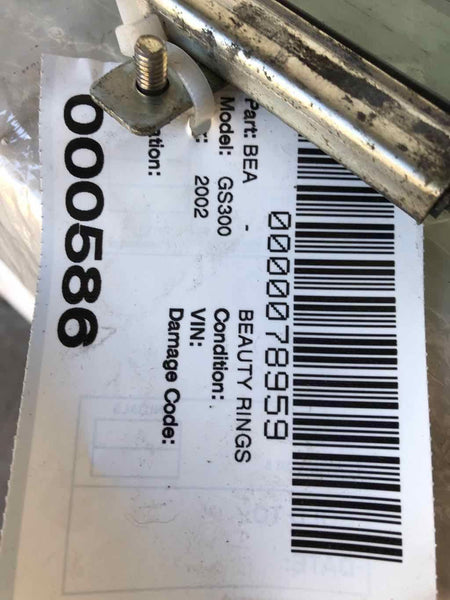 0000078959
Part: BEA - BEAUTY RINGS
Model: GS300 Condition:.
r: 2002 VIN:
Damage Code:
ation:
000586